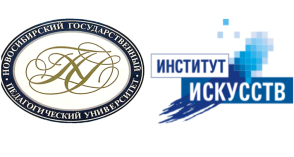 НОВОСИБИРСКИЙ ГОСУДАРСТВЕННЫЙ
ПЕДАГОГИЧЕСКИЙ УНИВЕРСИТЕТ
ИНСТИТУТ
ИСКУССТВ